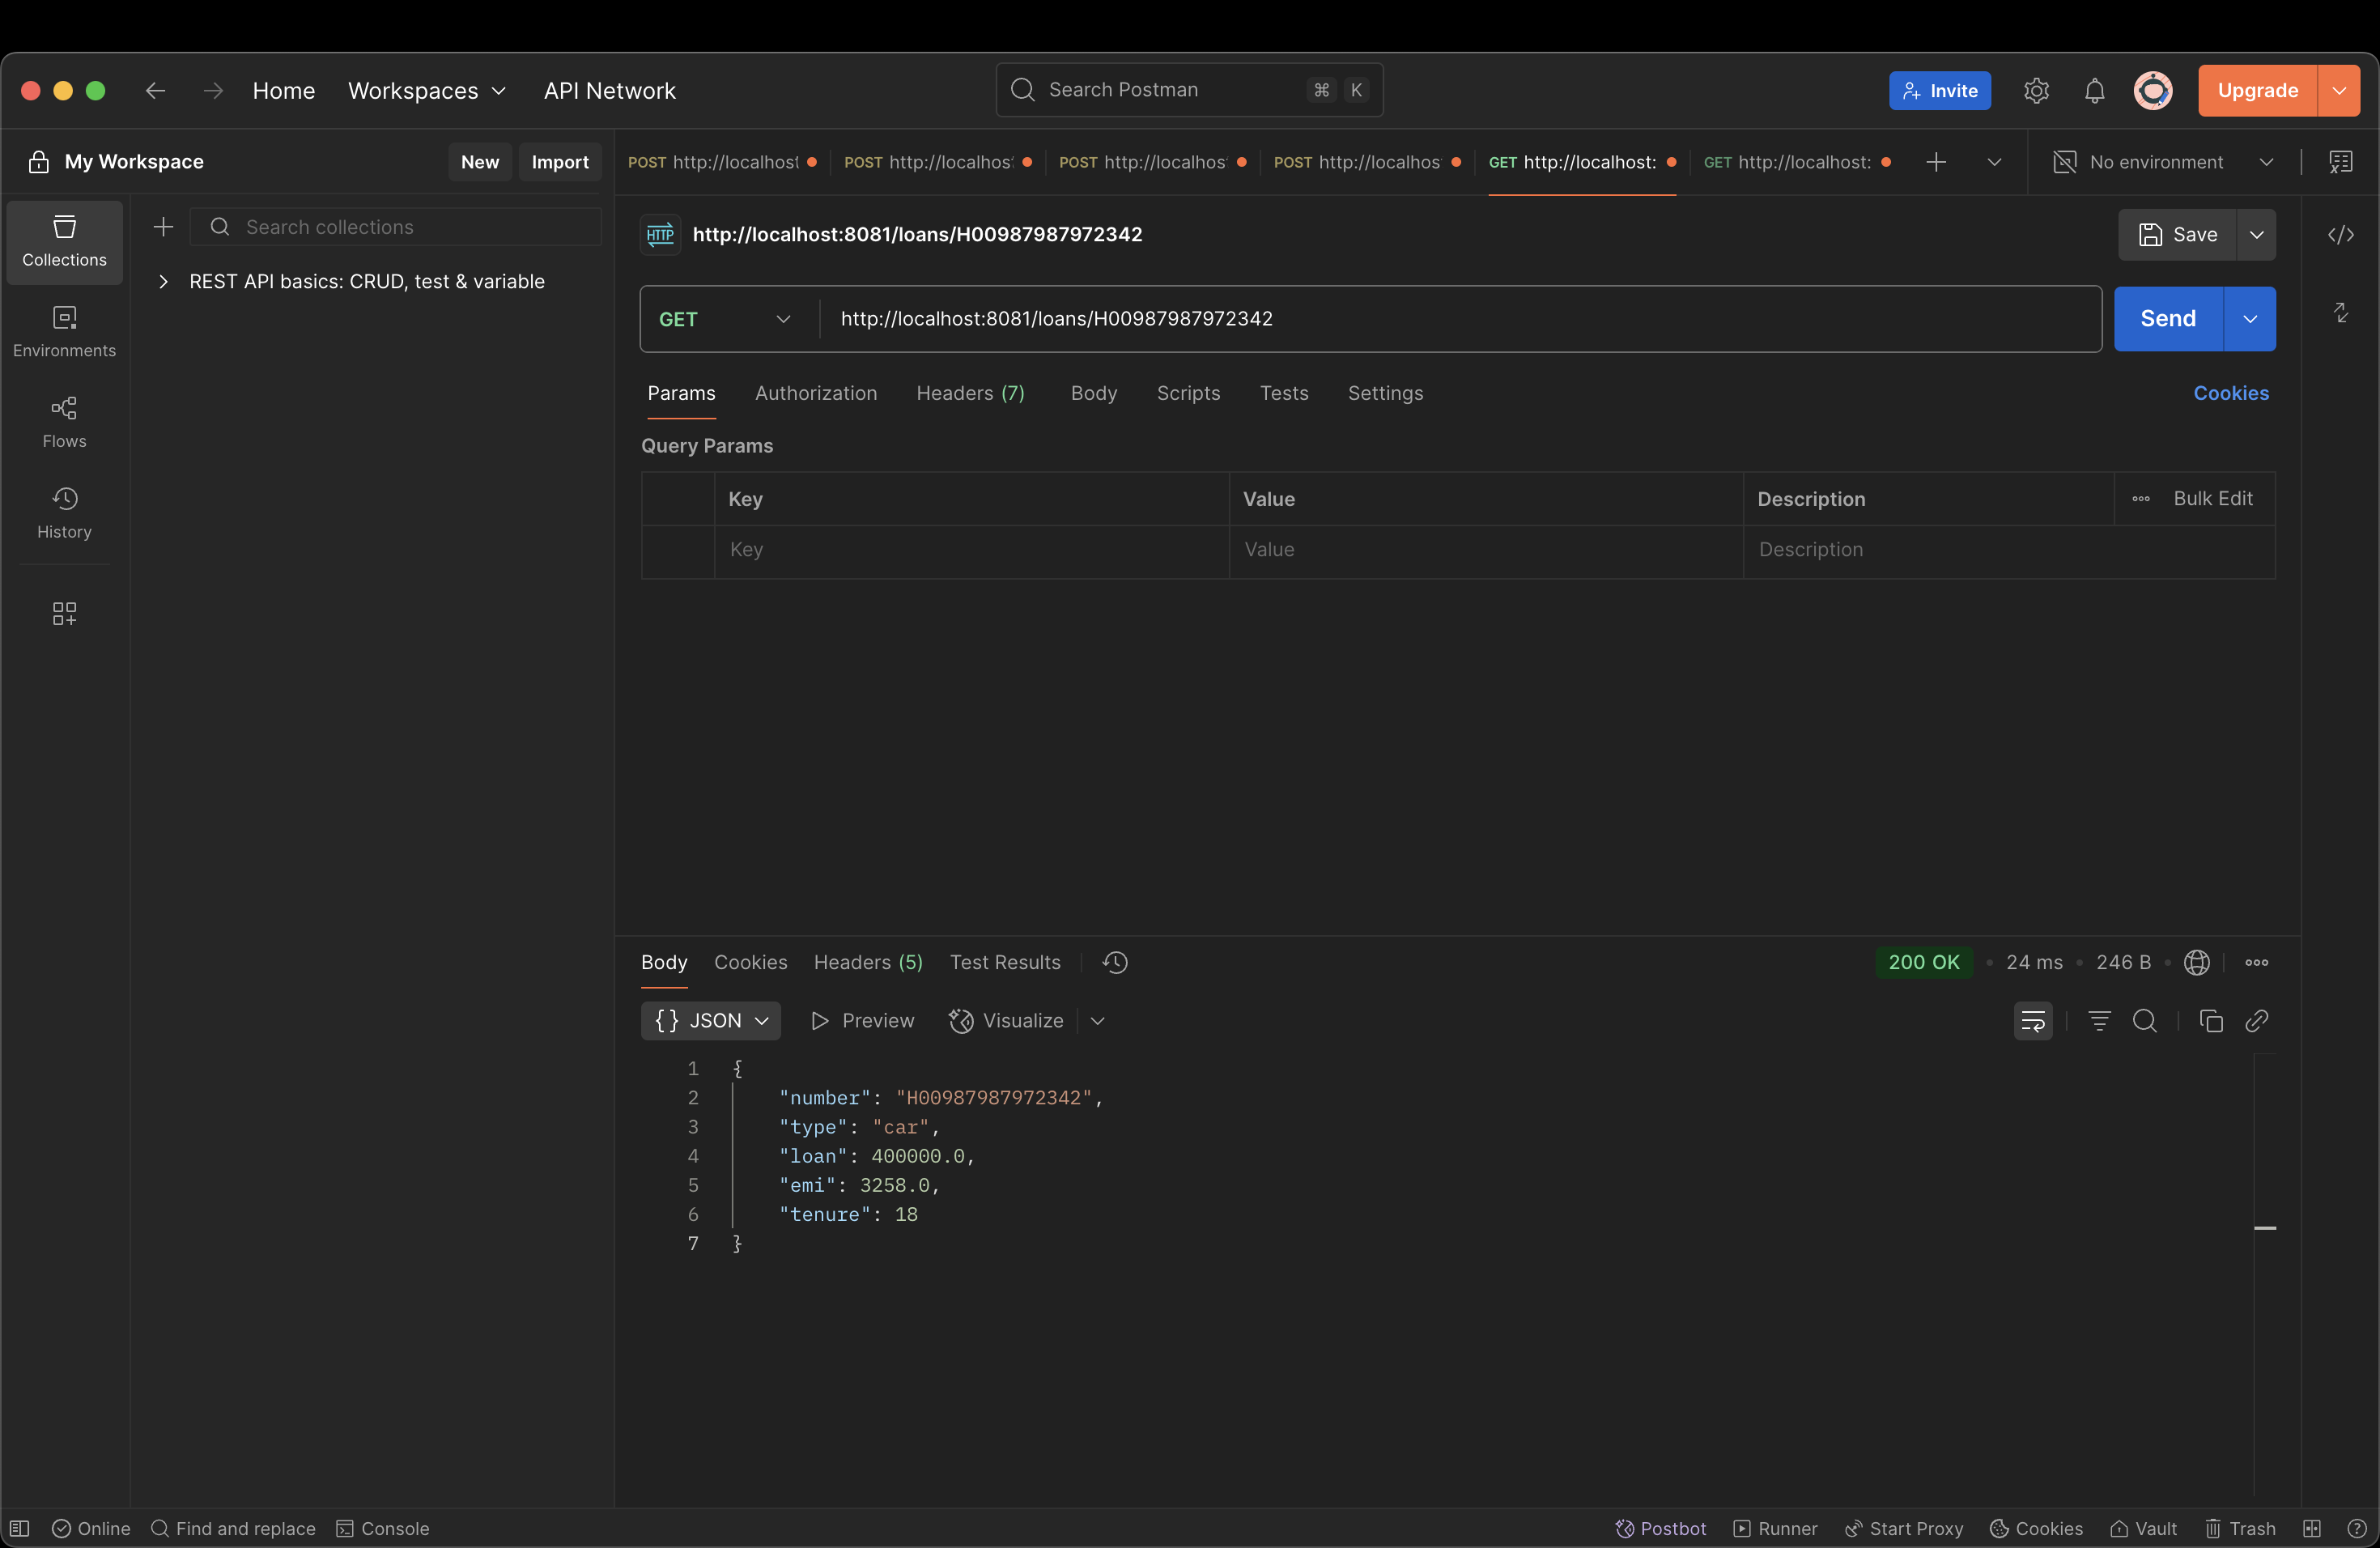 Home Workspaces API Network Search Postman ⌘ K Invite Upgrade
My Workspace New Import
POST http://localhost POST http://localhos POST http://localhos POST http://localhos GET http://localhost: GET http://localhost: No environment
Collections
Environments
Flows
History
Search collections
REST API basics: CRUD, test & variable
HTTP http://localhost:8081/loans/H00987987972342 Save
GET http://localhost:8081/loans/H00987987972342 Send
Params Authorization Headers (7) Body Scripts Tests Settings Cookies
Query Params
Key Value Description Bulk Edit
Key Value Description
Body Cookies Headers (5) Test Results 200 OK 24 ms 246 B
{} JSON Preview Visualize
1 {
2 "number": "H00987987972342",
3 "type": "car",
4 "loan": 400000.0,
5 "emi": 3258.0,
6 "tenure": 18
7 }
Online Find and replace Console Postbot Runner Start Proxy Cookies Vault Trash